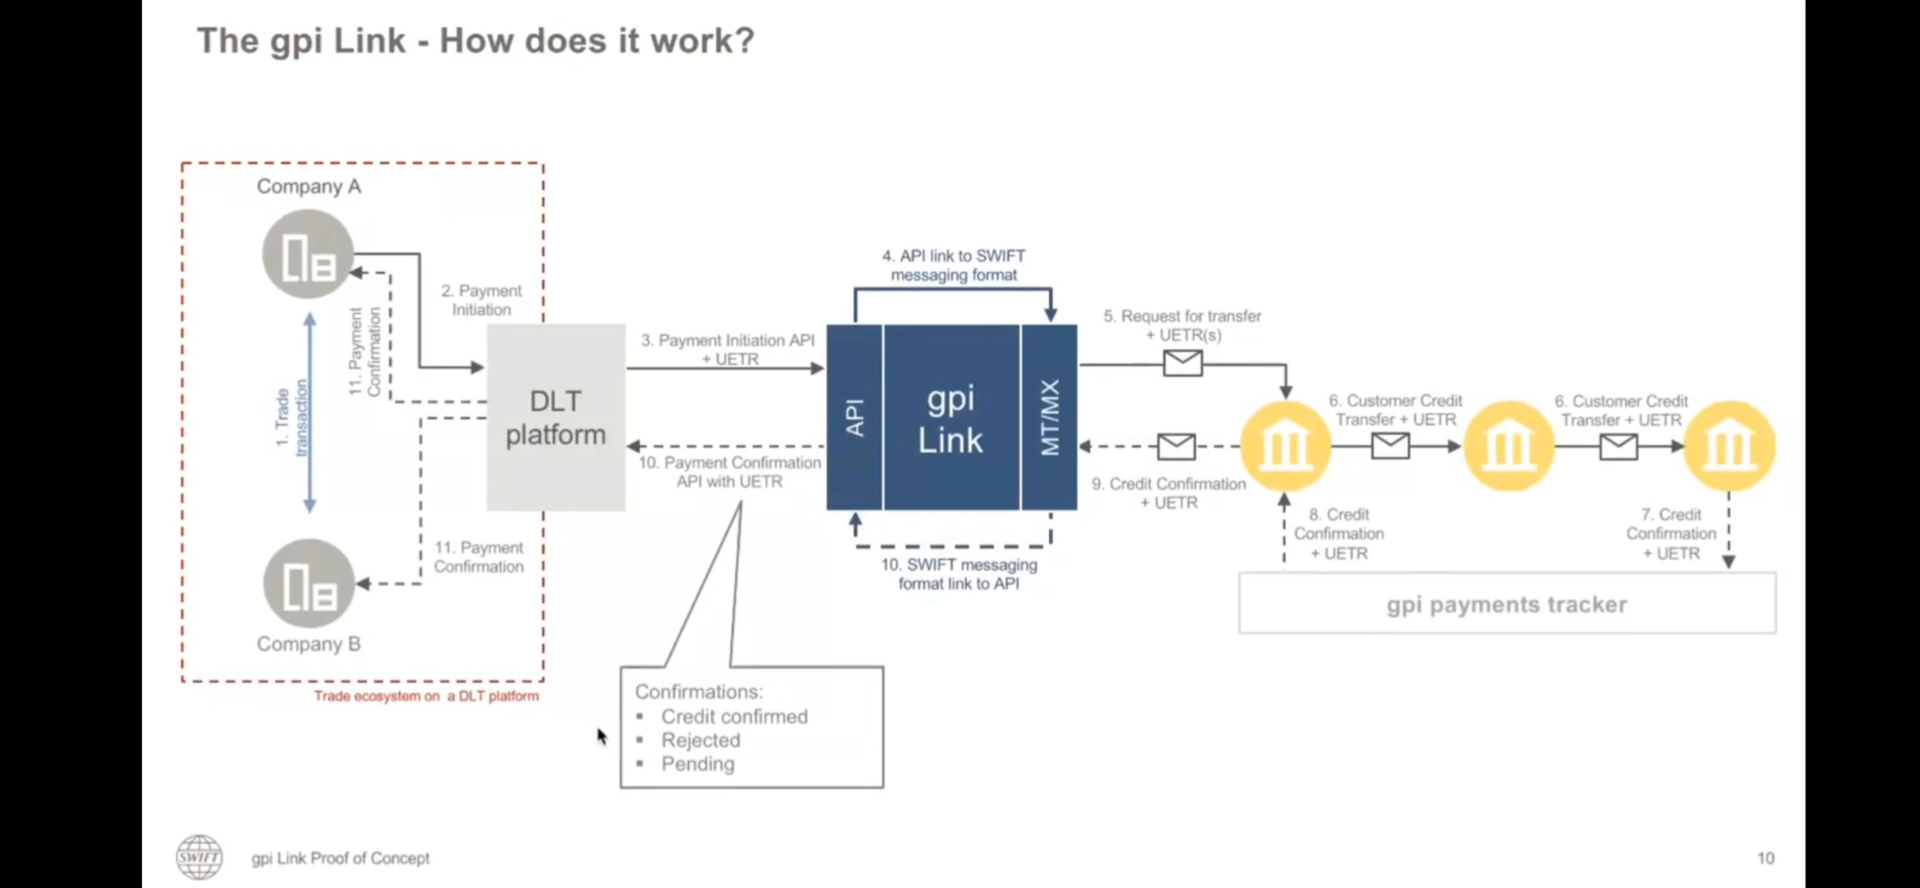 The gpi Link - How does it work?
Company A
2. Payment
Initiation
11. Payment
Confirmation
1. Trade
transaction
DLT
platform
3. Payment Initiation API
+ UETR
10. Payment Confirmation
API with UETR
4. API link to SWIFT
messaging format
API
gpi
Link
MT/MX
10. SWIFT messaging
format link to API
5. Request for transfer
+ UETR(s)
6. Customer Credit
Transfer + UETR
6. Customer Credit
Transfer + UETR
9. Credit Confirmation
+ UETR
8. Credit
Confirmation
+ UETR
7. Credit
Confirmation
+ UETR
gpi payments tracker
11. Payment
Confirmation
Company B
Trade ecosystem on a DLT platform
Confirmations:
▪ Credit confirmed
▪ Rejected
▪ Pending
SWIFT
gpi Link Proof of Concept
10